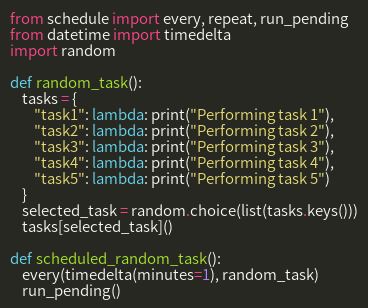 from schedule import every, repeat, run_pending
from datetime import timedelta
import random

def random_task():
    tasks = {
        "task1": lambda: print("Performing task 1"),
        "task2": lambda: print("Performing task 2"),
        "task3": lambda: print("Performing task 3"),
        "task4": lambda: print("Performing task 4"),
        "task5": lambda: print("Performing task 5")
    }
    selected_task = random.choice(list(tasks.keys()))
    tasks[selected_task]()

def scheduled_random_task():
    every(timedelta(minutes=1), random_task)
    run_pending()